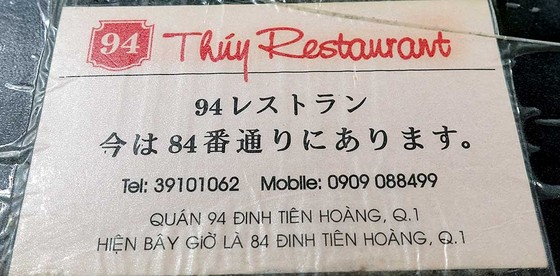 94 Thúy Restaurant
94レストラン
今は84番通りにあります。
Tel: 39101062 Mobile: 0909 088499
QUÁN 94 ĐINH TIÊN HOÀNG, Q.1
HIỆN BÂY GIỜ LÀ 84 ĐINH TIÊN HOÀNG, Q.1